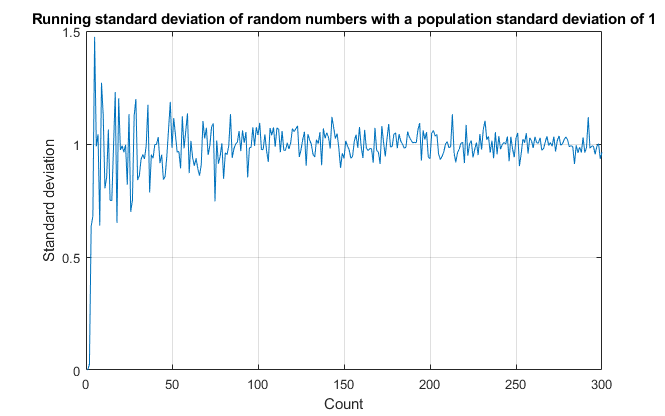 Running standard deviation of random numbers with a population standard deviation of 1
1.5
1
0.5
0
Standard deviation
0 50 100 150 200 250 300
Count